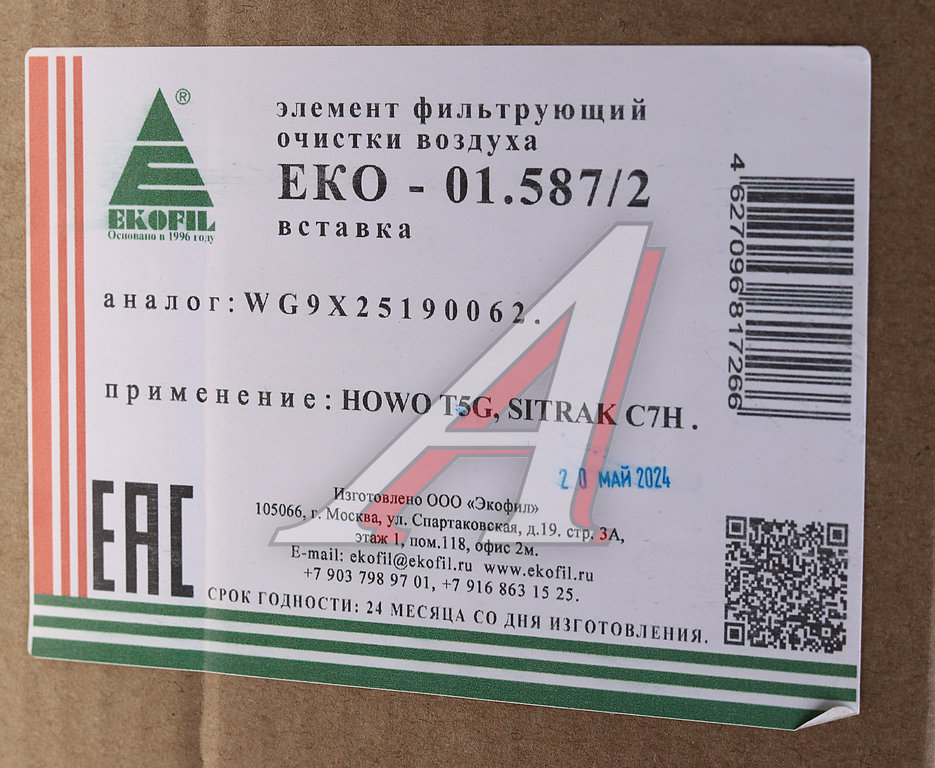 ®
EKOFIL
Основано в 1996 году
элемент фильтрующий
очистки воздуха
ЕКО - 01.587/2
вставка
аналог: WG9X25190062.
применение: HOWO T5G, SITRAK C7H.
4 627096 817266
20 МАЙ 2024
EAC
Изготовлено ООО «Экофил»
105066, г. Москва, ул. Спартаковская, д.19. стр. 3А,
этаж 1, пом.118, офис 2м.
E-mail: ekofil@ekofil.ru www.ekofil.ru
+7 903 798 97 01, +7 916 863 15 25.
СРОК ГОДНОСТИ: 24 МЕСЯЦА СО ДНЯ ИЗГОТОВЛЕНИЯ.